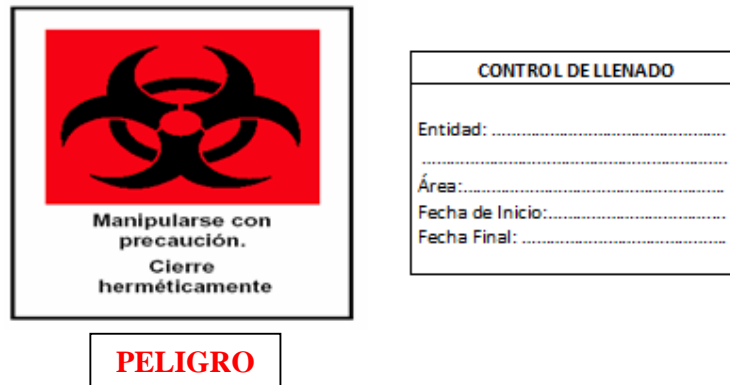 Manipularse con
precaución.
Cierre
herméticamente
PELIGRO
CONTROL DE LLENADO
Entidad: ...................................................
...................................................................
Área:.........................................................
Fecha de Inicio:.......................................
Fecha Final: .............................................